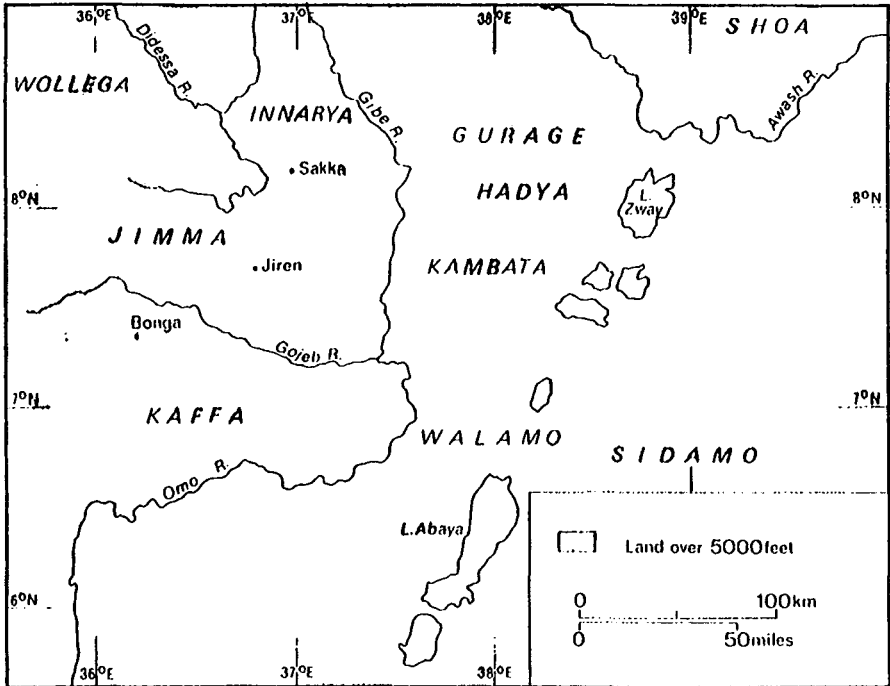 36°E
37°E
38°E
39°E
SHOA
Didessa R.
WOLLEGA
Gibe R.
Awash R.
INNARYA
GURAGE
Sakka
HADYA
8°N
L. Zway
8°N
JIMMA
KAMBATA
Jiren
Bonga
Gojeb R.
7°N
KAFFA
7°N
WALAMO
SIDAMO
Omo R.
L.Abaya
Land over 5000feet
6°N
0 100km
0 50miles
36°E
37°E
38°E